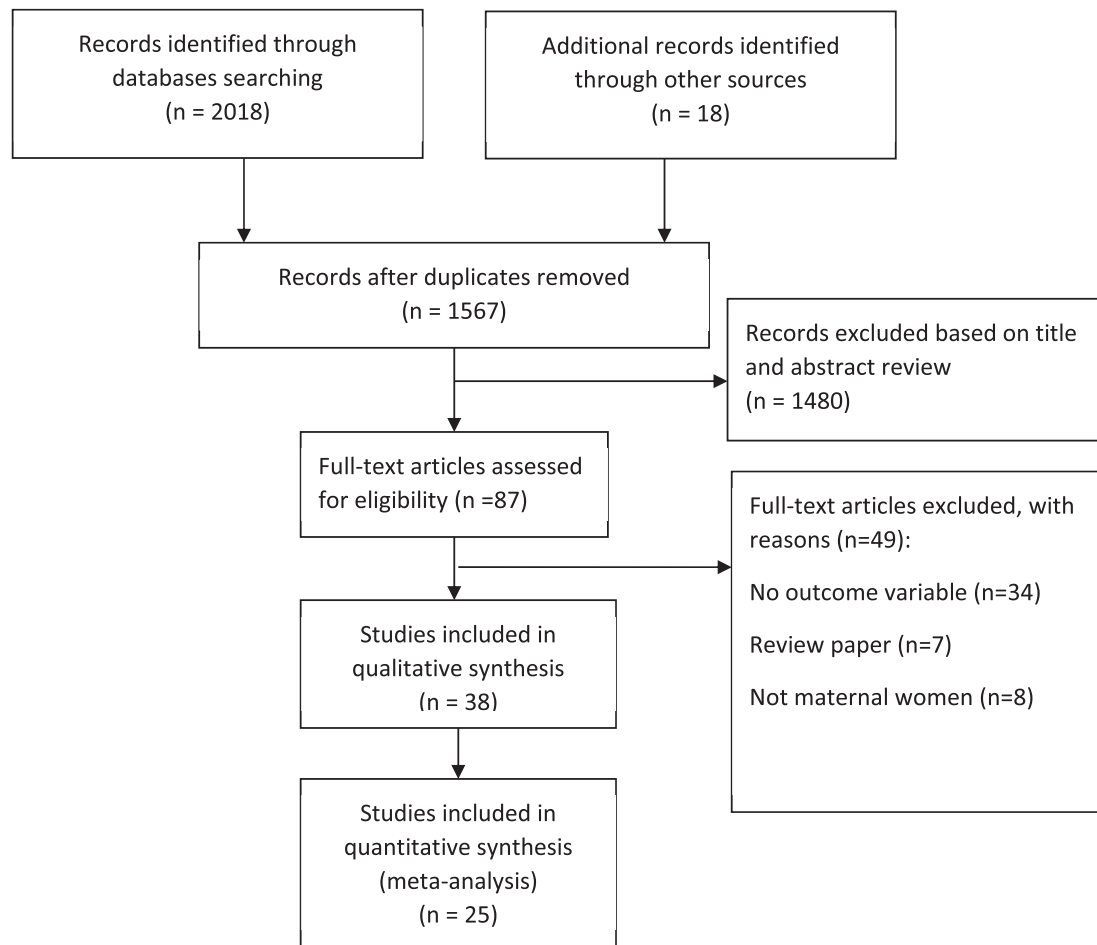 Records identified through
databases searching
(n = 2018)
Additional records identified
through other sources
(n = 18)
Records after duplicates removed
(n = 1567)
Records excluded based on title
and abstract review
(n = 1480)
Full-text articles assessed
for eligibility (n =87)
Full-text articles excluded, with
reasons (n=49):
No outcome variable (n=34)
Review paper (n=7)
Not maternal women (n=8)
Studies included in
qualitative synthesis
(n = 38)
Studies included in
quantitative synthesis
(meta-analysis)
(n = 25)